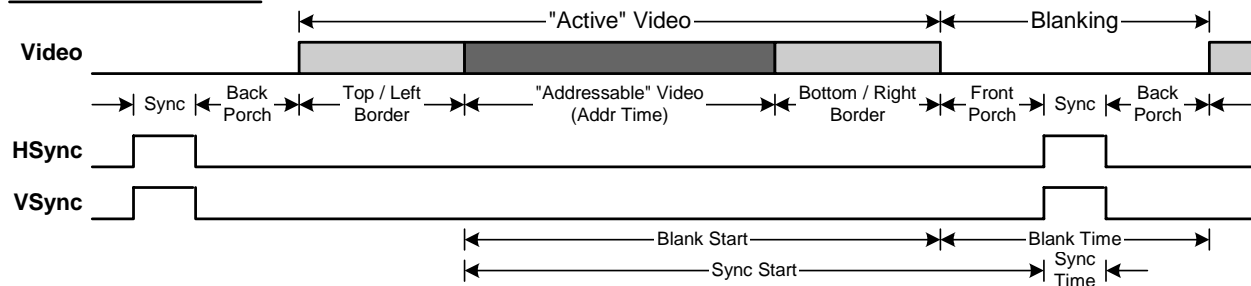 "Active" Video
Blanking
Video
Sync
Back Porch
Top / Left Border
"Addressable" Video (Addr Time)
Bottom / Right Border
Front Porch
Sync
Back Porch
HSync
VSync
Blank Start
Blank Time
Sync Start
Sync Time